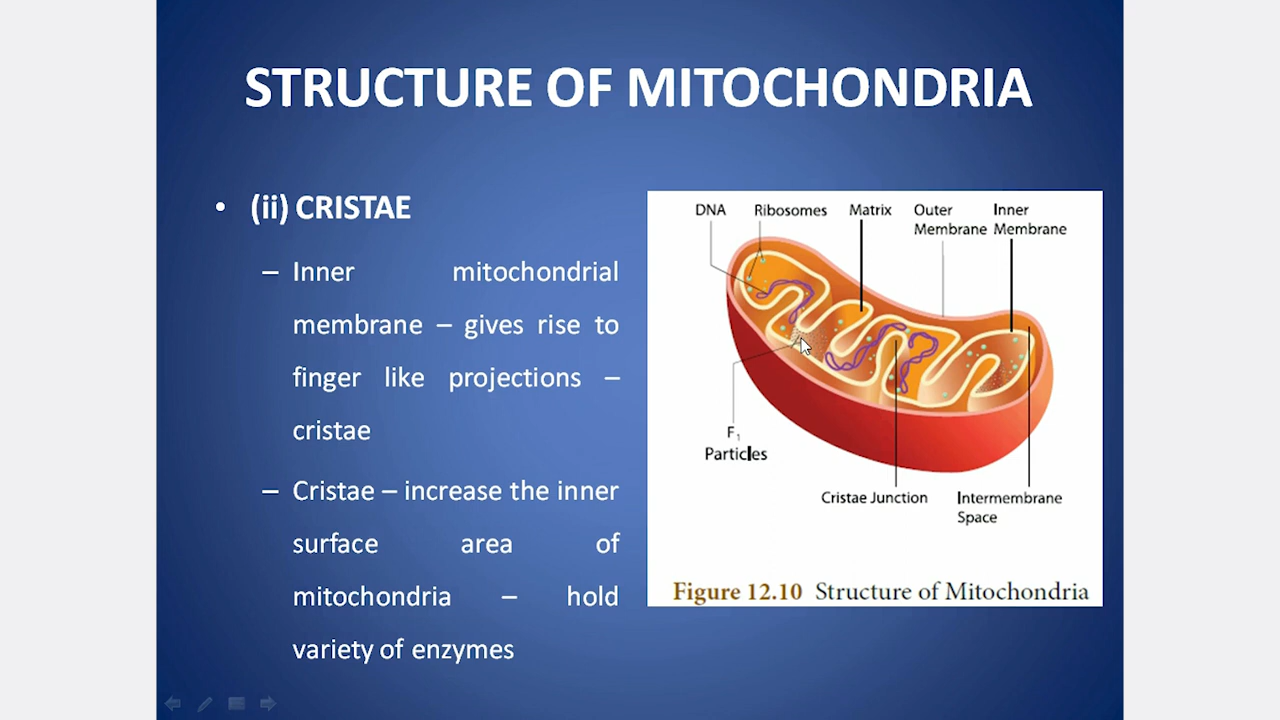 STRUCTURE OF MITOCHONDRIA
• (ii) CRISTAE
– Inner mitochondrial
membrane – gives rise to
finger like projections –
cristae
– Cristae – increase the inner
surface area of
mitochondria – hold
variety of enzymes
DNA Ribosomes Matrix Outer Membrane Inner Membrane
F₁
Particles
Cristae Junction
Intermembrane
Space
Figure 12.10 Structure of Mitochondria